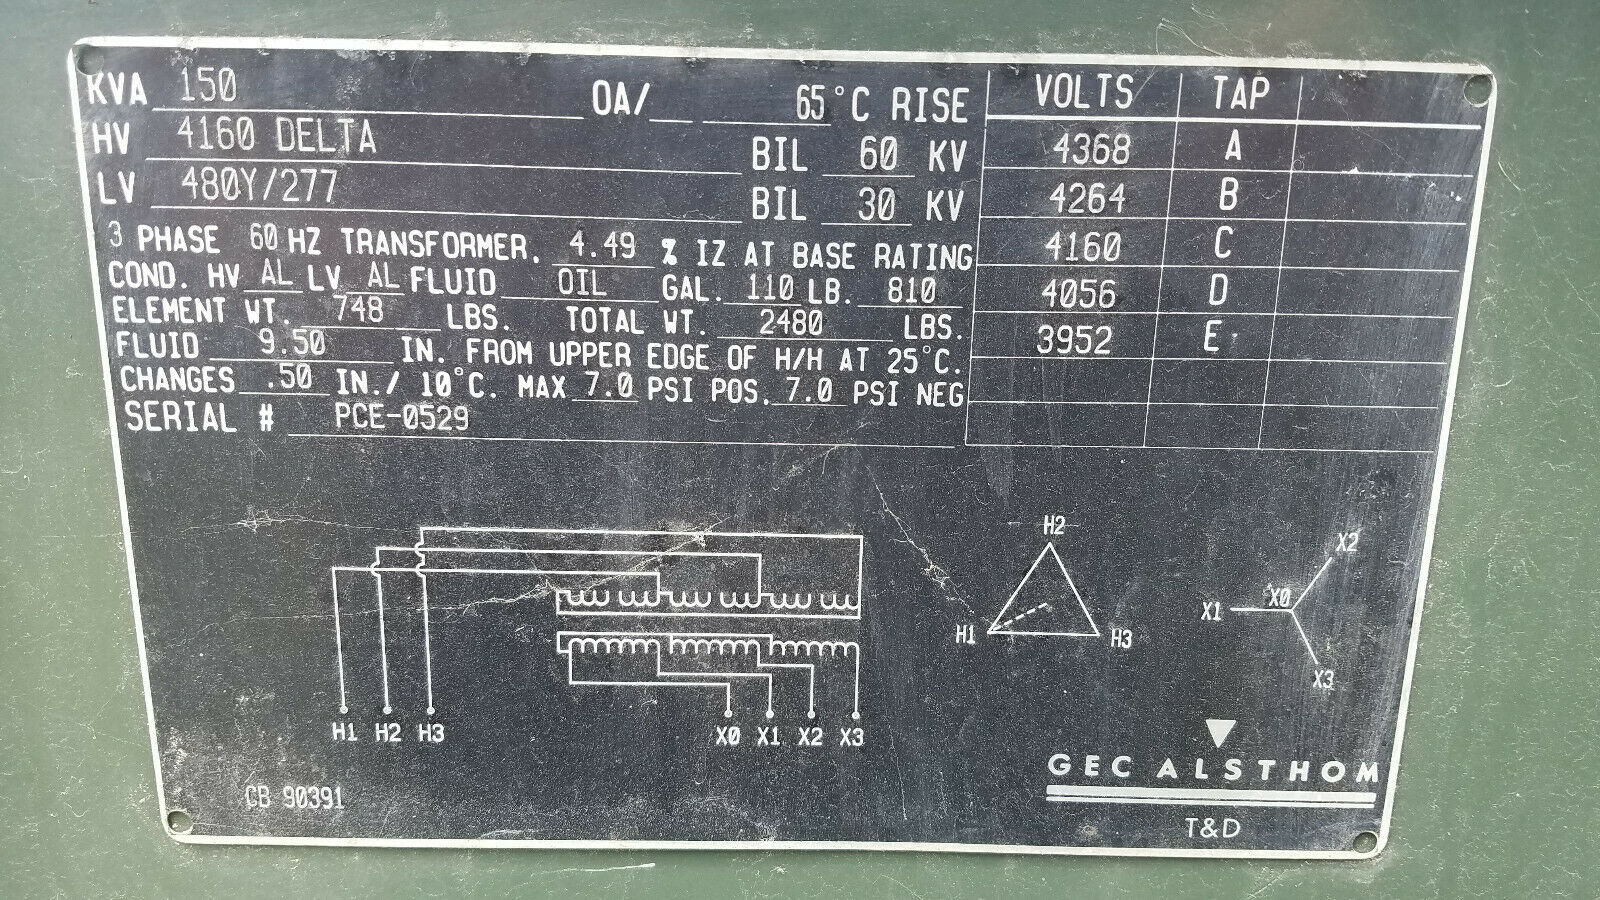 KVA 150 OA/ 65°C RISE
HV 4160 DELTA BIL 60 KV
LV 480Y/277 BIL 30 KV
3 PHASE 60 HZ TRANSFORMER. 4.49 % IZ AT BASE RATING
COND. HV AL LV AL FLUID OIL GAL. 110 LB. 810
ELEMENT WT. 748 LBS. TOTAL WT. 2480 LBS.
FLUID 9.50 IN. FROM UPPER EDGE OF H/H AT 25°C.
CHANGES .50 IN./ 10°C. MAX 7.0 PSI POS. 7.0 PSI NEG
SERIAL # PCE-0529
VOLTS TAP
4368 A
4264 B
4160 C
4056 D
3952 E
H1 H2 H3
X0 X1 X2 X3
H2
H1 H3
X2
X1 X0
X3
CB 90391
GEC ALSTHOM
T&D